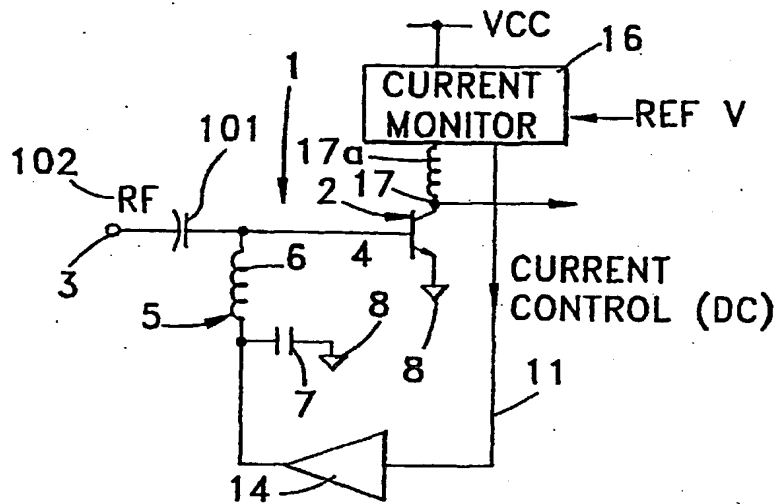 VCC
16
1
CURRENT
MONITOR
REF V
101
17a
102
RF
2
17
3
6
4
5
8
CURRENT
CONTROL (DC)
8
7
11
14